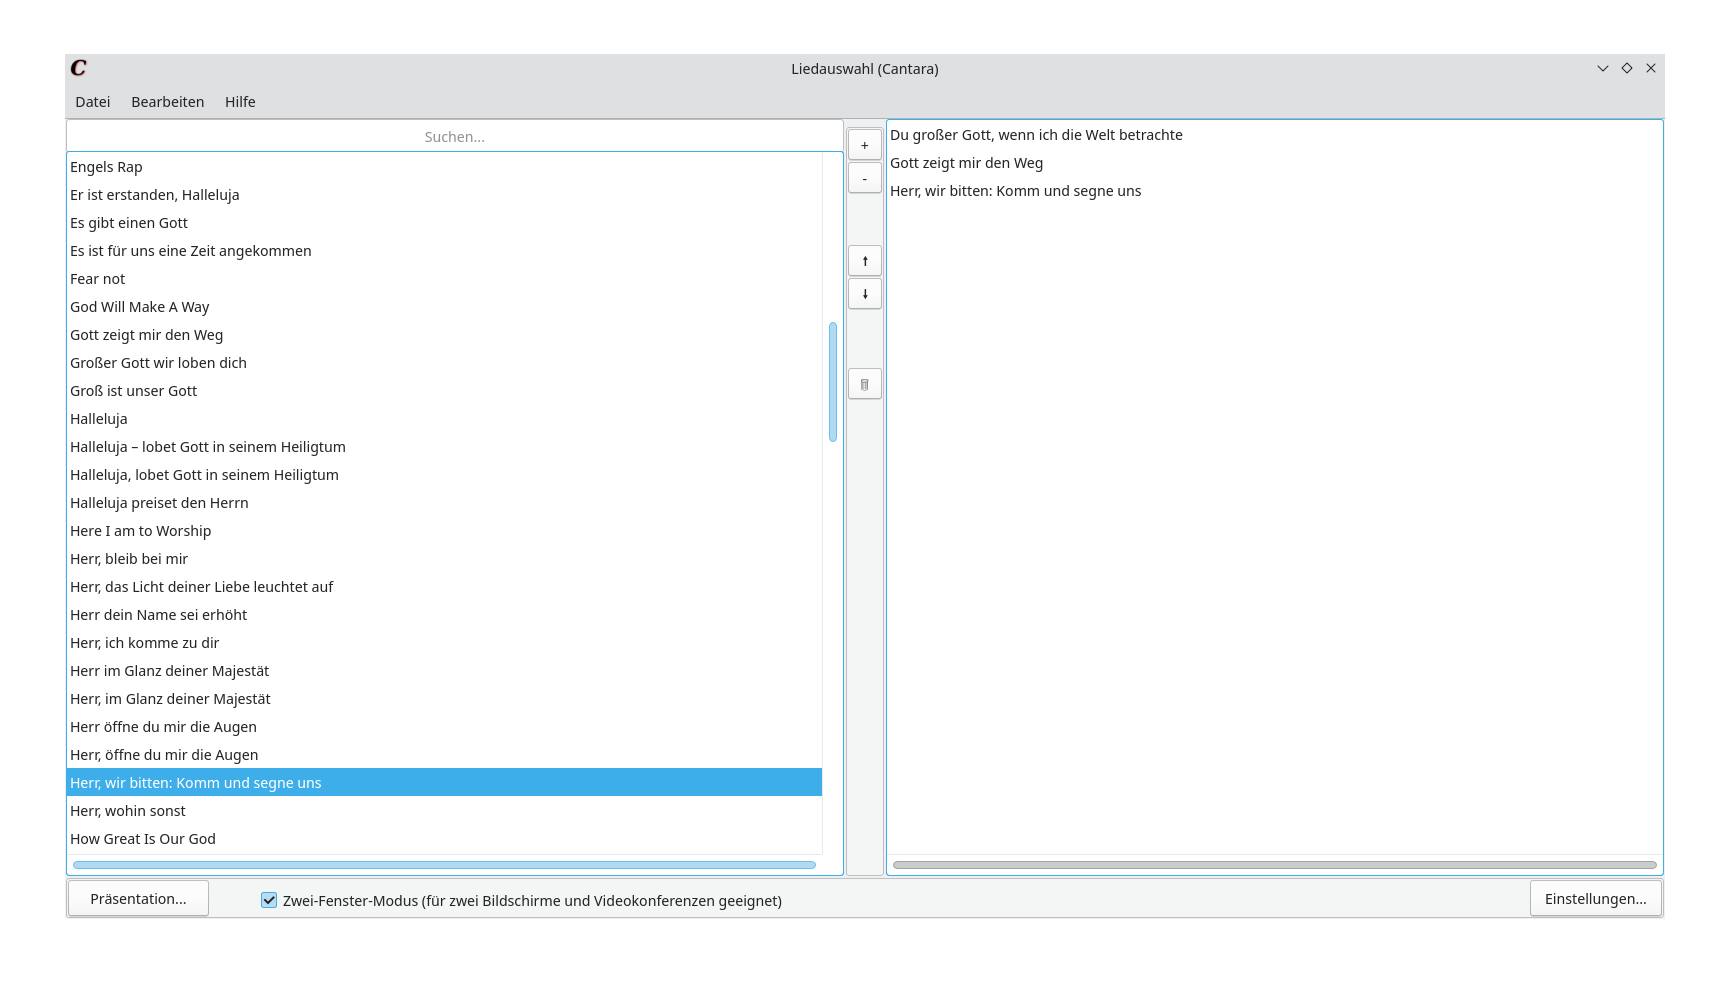 C
Liedauswahl (Cantara)
Datei Bearbeiten Hilfe
Suchen...
Engels Rap
Er ist erstanden, Halleluja
Es gibt einen Gott
Es ist für uns eine Zeit angekommen
Fear not
God Will Make A Way
Gott zeigt mir den Weg
Großer Gott wir loben dich
Groß ist unser Gott
Halleluja
Halleluja – lobet Gott in seinem Heiligtum
Halleluja, lobet Gott in seinem Heiligtum
Halleluja preiset den Herrn
Here I am to Worship
Herr, bleib bei mir
Herr, das Licht deiner Liebe leuchtet auf
Herr dein Name sei erhöht
Herr, ich komme zu dir
Herr im Glanz deiner Majestät
Herr, im Glanz deiner Majestät
Herr öffne du mir die Augen
Herr, öffne du mir die Augen
Herr, wir bitten: Komm und segne uns
Herr, wohin sonst
How Great Is Our God
+
-
Du großer Gott, wenn ich die Welt betrachte
Gott zeigt mir den Weg
Herr, wir bitten: Komm und segne uns
Präsentation...
Zwei-Fenster-Modus (für zwei Bildschirme und Videokonferenzen geeignet)
Einstellungen...